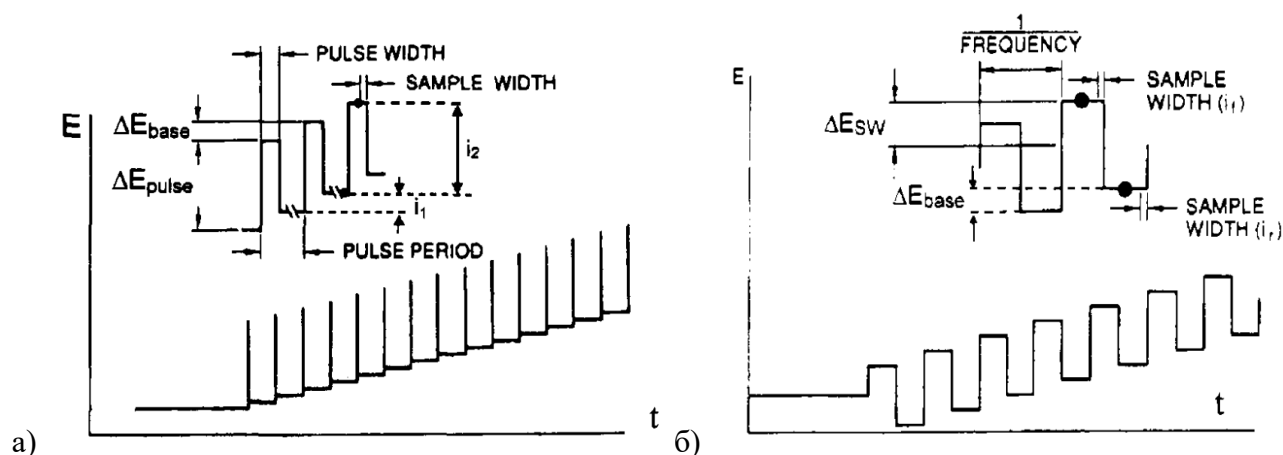 PULSE WIDTH
SAMPLE WIDTH
ΔEbase
E
ΔEpulse
i2
i1
PULSE PERIOD
t
а)
1
FREQUENCY
E
SAMPLE
WIDTH (if)
ΔESW
ΔEbase
SAMPLE
WIDTH (ir)
t
б)